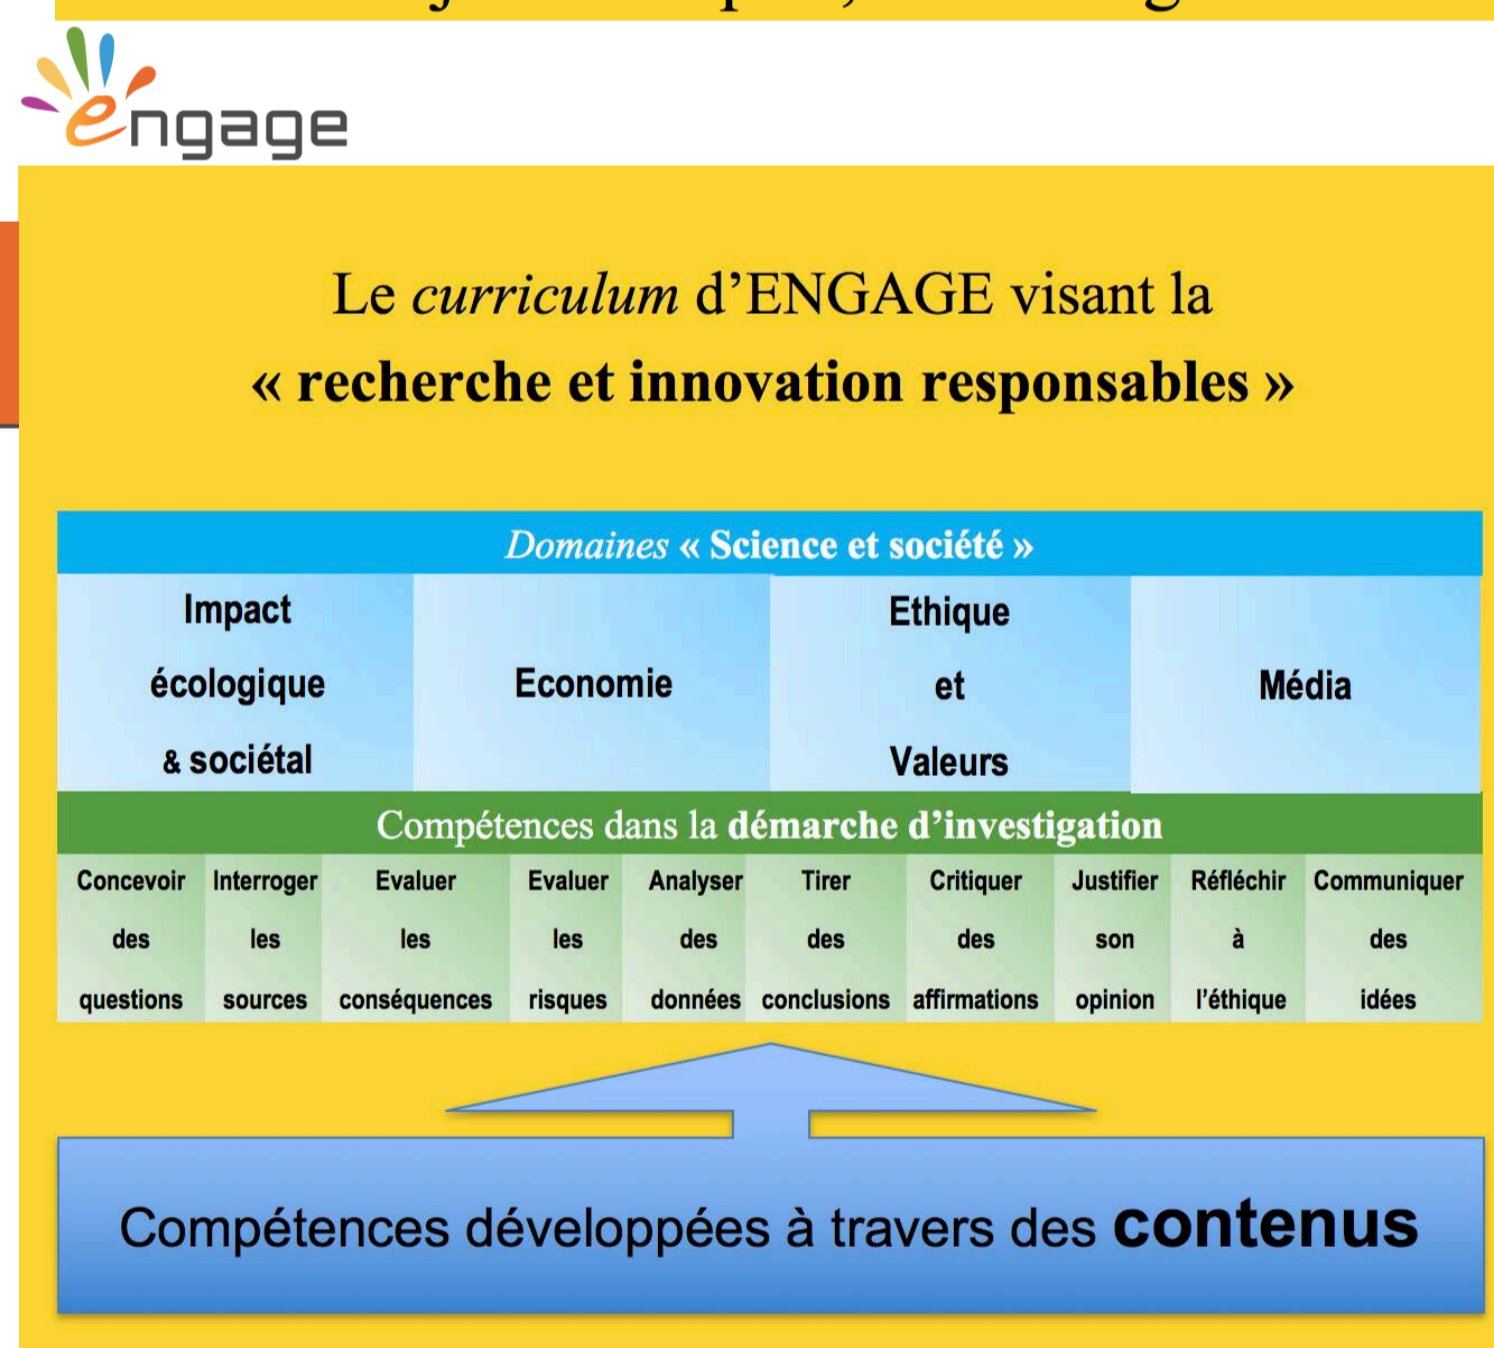 engage
Le curriculum d’ENGAGE visant la
« recherche et innovation responsables »
Domaines « Science et société »
Impact
écologique
& sociétal
Economie
Ethique
et
Valeurs
Média
Compétences dans la démarche d’investigation
Concevoir
des
questions
Interroger
les
sources
Evaluer
les
conséquences
Evaluer
les
risques
Analyser
des
données
Tirer
des
conclusions
Critiquer
des
affirmations
Justifier
son
opinion
Réfléchir
à
l’éthique
Communiquer
des
idées
Compétences développées à travers des contenus